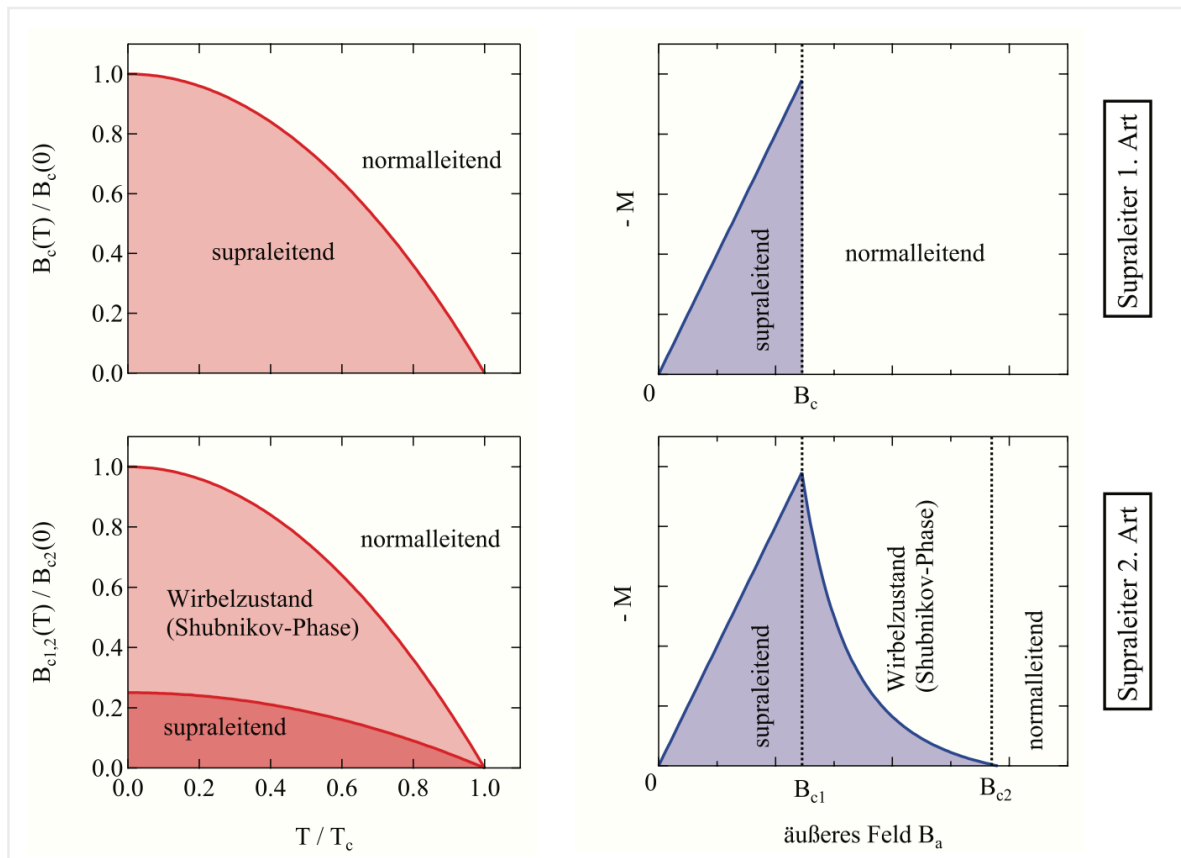 1.0
0.8
0.6
0.4
0.2
0.0
B_c(T) / B_c(0)
normalleitend
supraleitend
- M
supraleitend
normalleitend
0
B_c
Supraleiter 1. Art
1.0
0.8
0.6
0.4
0.2
0.0
B_c1,2(T) / B_c2(0)
normalleitend
Wirbelzustand
(Shubnikov-Phase)
supraleitend
0.0
0.2
0.4
0.6
0.8
1.0
T / T_c
- M
supraleitend
Wirbelzustand
(Shubnikov-Phase)
normalleitend
0
B_c1
B_c2
äußeres Feld B_a
Supraleiter 2. Art